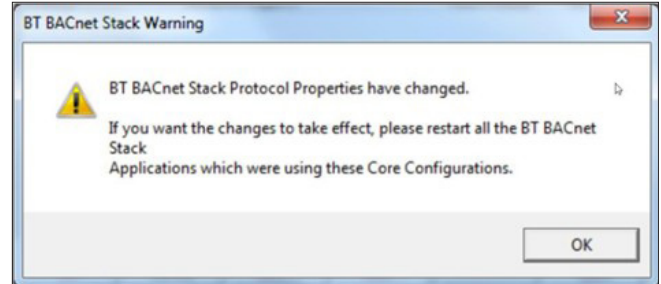 BT BACnet Stack Warning
BT BACnet Stack Protocol Properties have changed.
If you want the changes to take effect, please restart all the BT BACnet
Stack
Applications which were using these Core Configurations.
OK